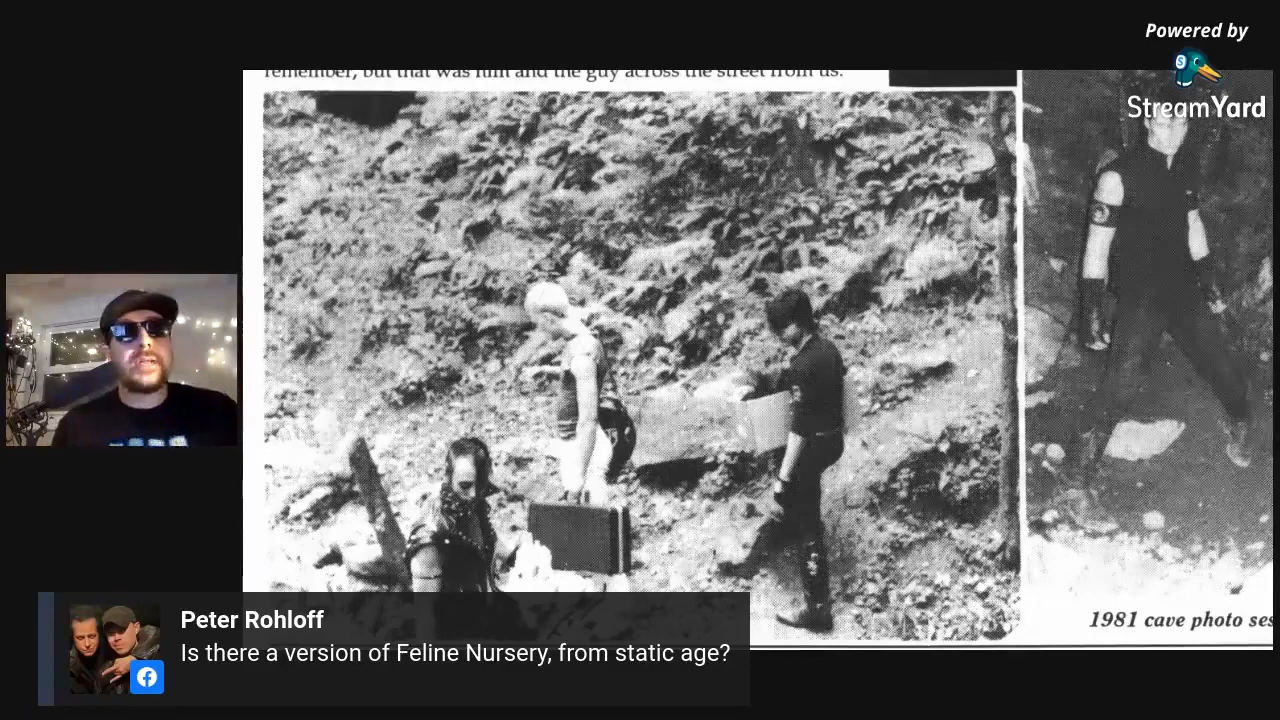 Powered by
StreamYard
remember, but that was him and the guy across the street from us.
1981 cave photo ses
Peter Rohloff
Is there a version of Feline Nursery, from static age?